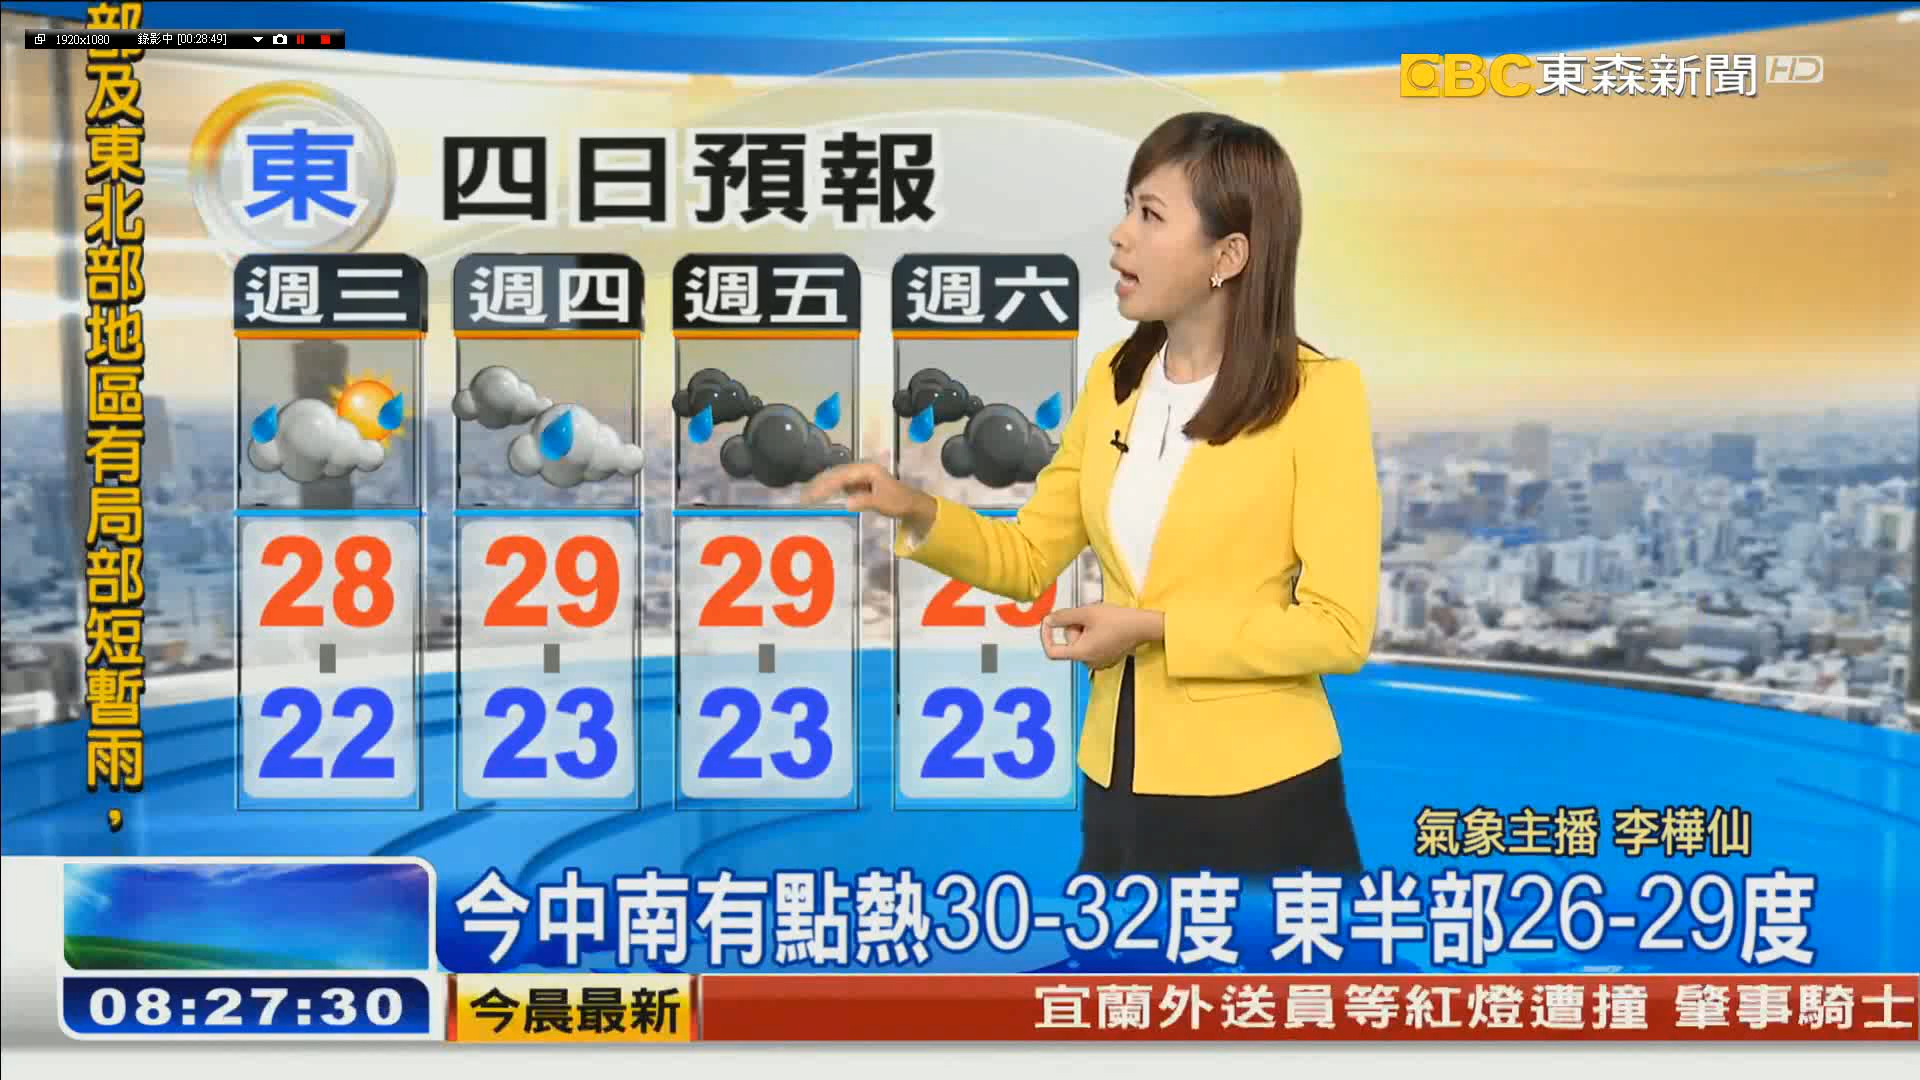 1920x1080 錄影中 [00:28:49]
部及東北部地區有局部短暫雨，
EBC東森新聞HD
東 四日預報
週三 週四 週五 週六
28 29 29 29
22 23 23 23
氣象主播 李樺仙
今中南有點熱30-32度 東半部26-29度
08:27:30
今晨最新
宜蘭外送員等紅燈遭撞 肇事騎士